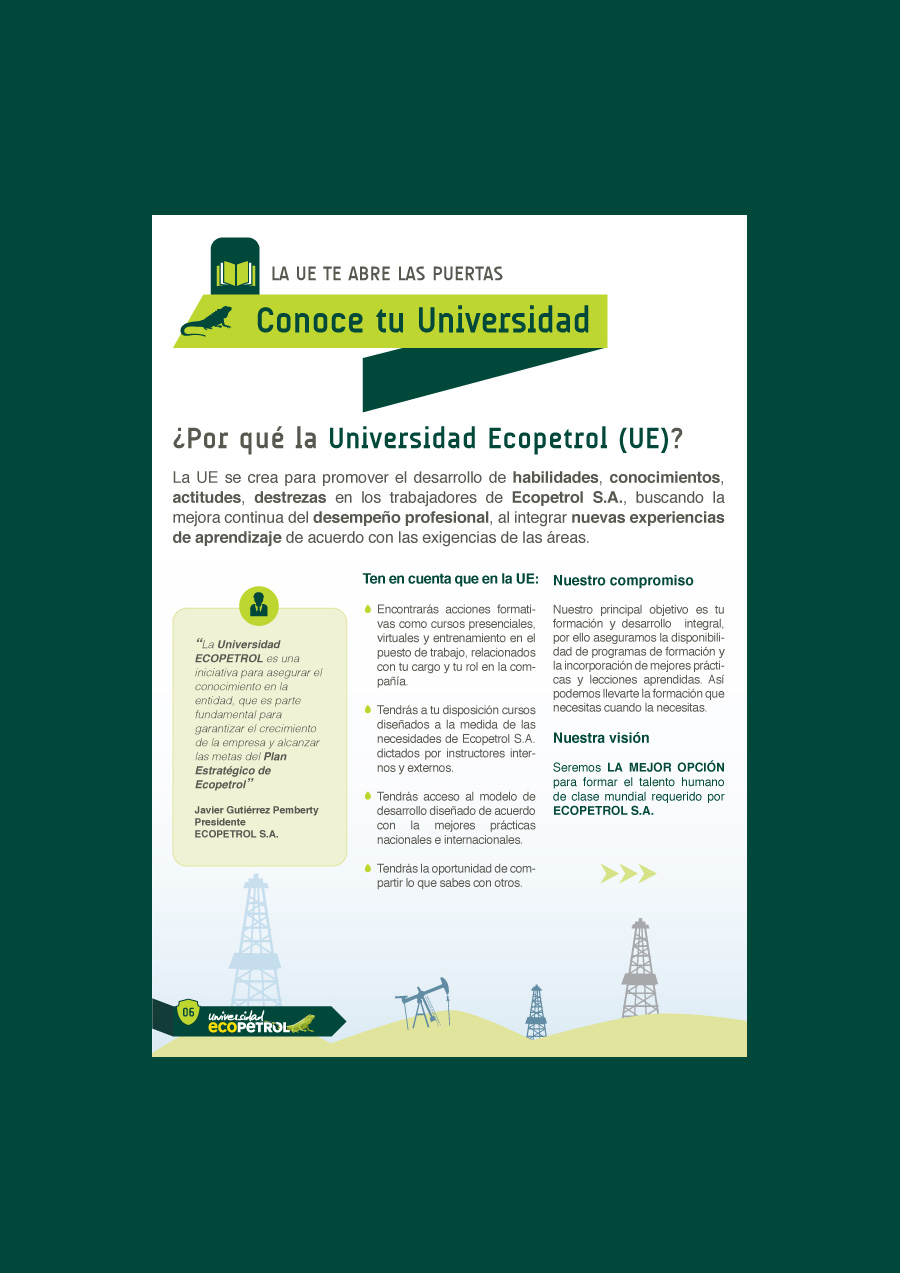 LA UE TE ABRE LAS PUERTAS
Conoce tu Universidad
¿Por qué la Universidad Ecopetrol (UE)?
La UE se crea para promover el desarrollo de habilidades, conocimientos,
actitudes, destrezas en los trabajadores de Ecopetrol S.A., buscando la
mejora continua del desempeño profesional, al integrar nuevas experiencias
de aprendizaje de acuerdo con las exigencias de las áreas.
“La Universidad
ECOPETROL es una
iniciativa para asegurar el
conocimiento en la
entidad, que es parte
fundamental para
garantizar el crecimiento
de la empresa y alcanzar
las metas del Plan
Estratégico de
Ecopetrol”
Javier Gutiérrez Pemberty
Presidente
ECOPETROL S.A.
Ten en cuenta que en la UE:
Encontrarás acciones formati-
vas como cursos presenciales,
virtuales y entrenamiento en el
puesto de trabajo, relacionados
con tu cargo y tu rol en la com-
pañía.
Tendrás a tu disposición cursos
diseñados a la medida de las
necesidades de Ecopetrol S.A.
dictados por instructores inter-
nos y externos.
Tendrás acceso al modelo de
desarrollo diseñado de acuerdo
con la mejores prácticas
nacionales e internacionales.
Tendrás la oportunidad de com-
partir lo que sabes con otros.
Nuestro compromiso
Nuestro principal objetivo es tu
formación y desarrollo integral,
por ello aseguramos la disponibili-
dad de programas de formación y
la incorporación de mejores prácti-
cas y lecciones aprendidas. Así
podemos llevarte la formación que
necesitas cuando la necesitas.
Nuestra visión
Seremos LA MEJOR OPCIÓN
para formar el talento humano
de clase mundial requerido por
ECOPETROL S.A.
06
universidad
ECOPETROL